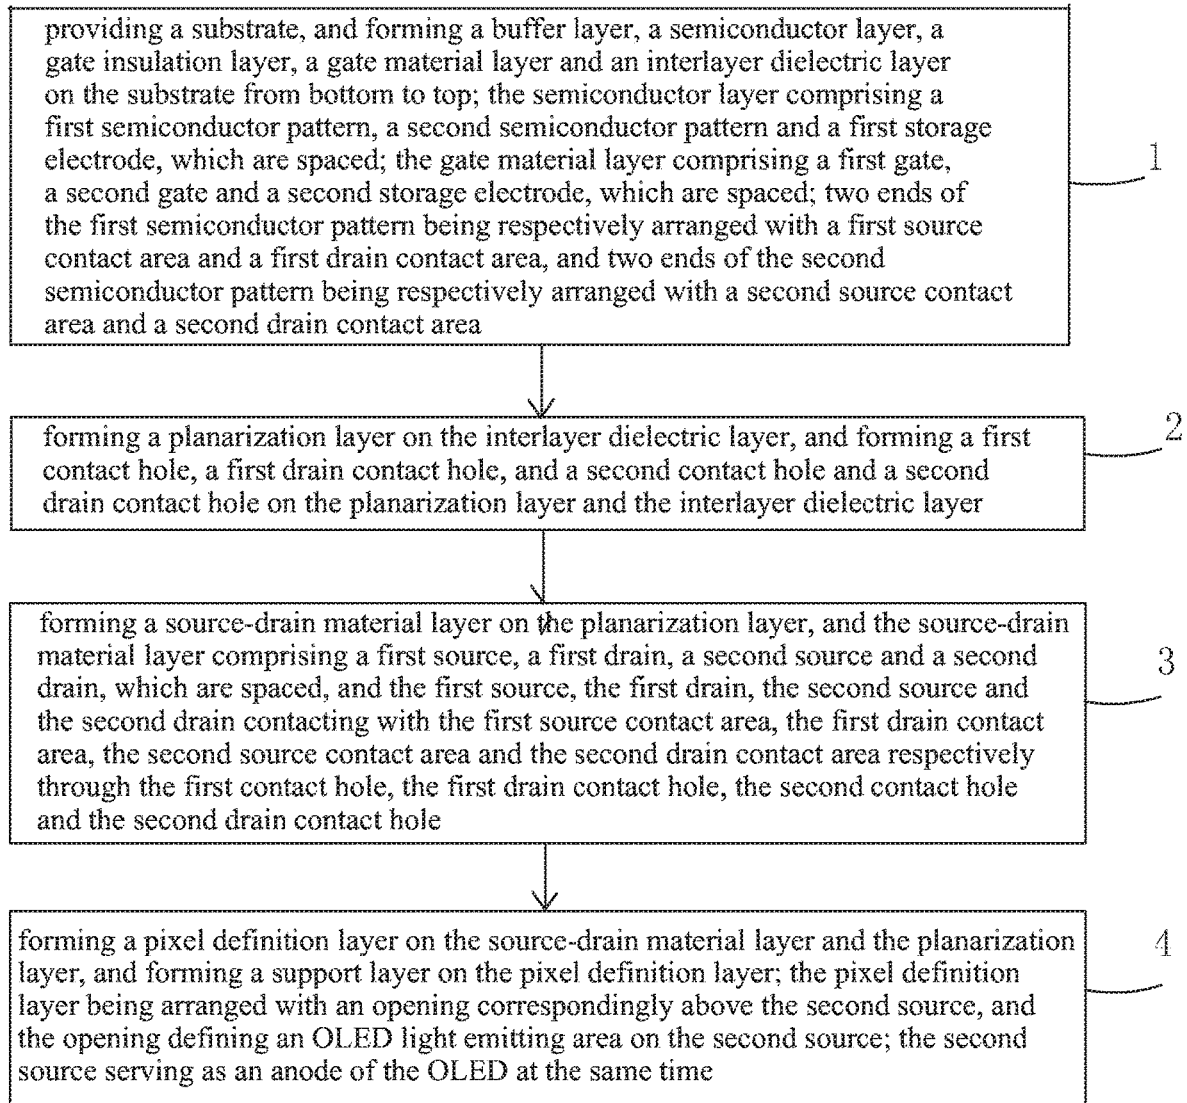 providing a substrate, and forming a buffer layer, a semiconductor layer, a
gate insulation layer, a gate material layer and an interlayer dielectric layer
on the substrate from bottom to top; the semiconductor layer comprising a
first semiconductor pattern, a second semiconductor pattern and a first storage
electrode, which are spaced; the gate material layer comprising a first gate,
a second gate and a second storage electrode, which are spaced; two ends of
the first semiconductor pattern being respectively arranged with a first source
contact area and a first drain contact area, and two ends of the second
semiconductor pattern being respectively arranged with a second source contact
area and a second drain contact area
1
forming a planarization layer on the interlayer dielectric layer, and forming a first
contact hole, a first drain contact hole, and a second contact hole and a second
drain contact hole on the planarization layer and the interlayer dielectric layer
2
forming a source-drain material layer on the planarization layer, and the source-drain
material layer comprising a first source, a first drain, a second source and a second
drain, which are spaced, and the first source, the first drain, the second source and
the second drain contacting with the first source contact area, the first drain contact
area, the second source contact area and the second drain contact area respectively
through the first contact hole, the first drain contact hole, the second contact hole
and the second drain contact hole
3
forming a pixel definition layer on the source-drain material layer and the planarization
layer, and forming a support layer on the pixel definition layer; the pixel definition
layer being arranged with an opening correspondingly above the second source, and
the opening defining an OLED light emitting area on the second source; the second
source serving as an anode of the OLED at the same time
4